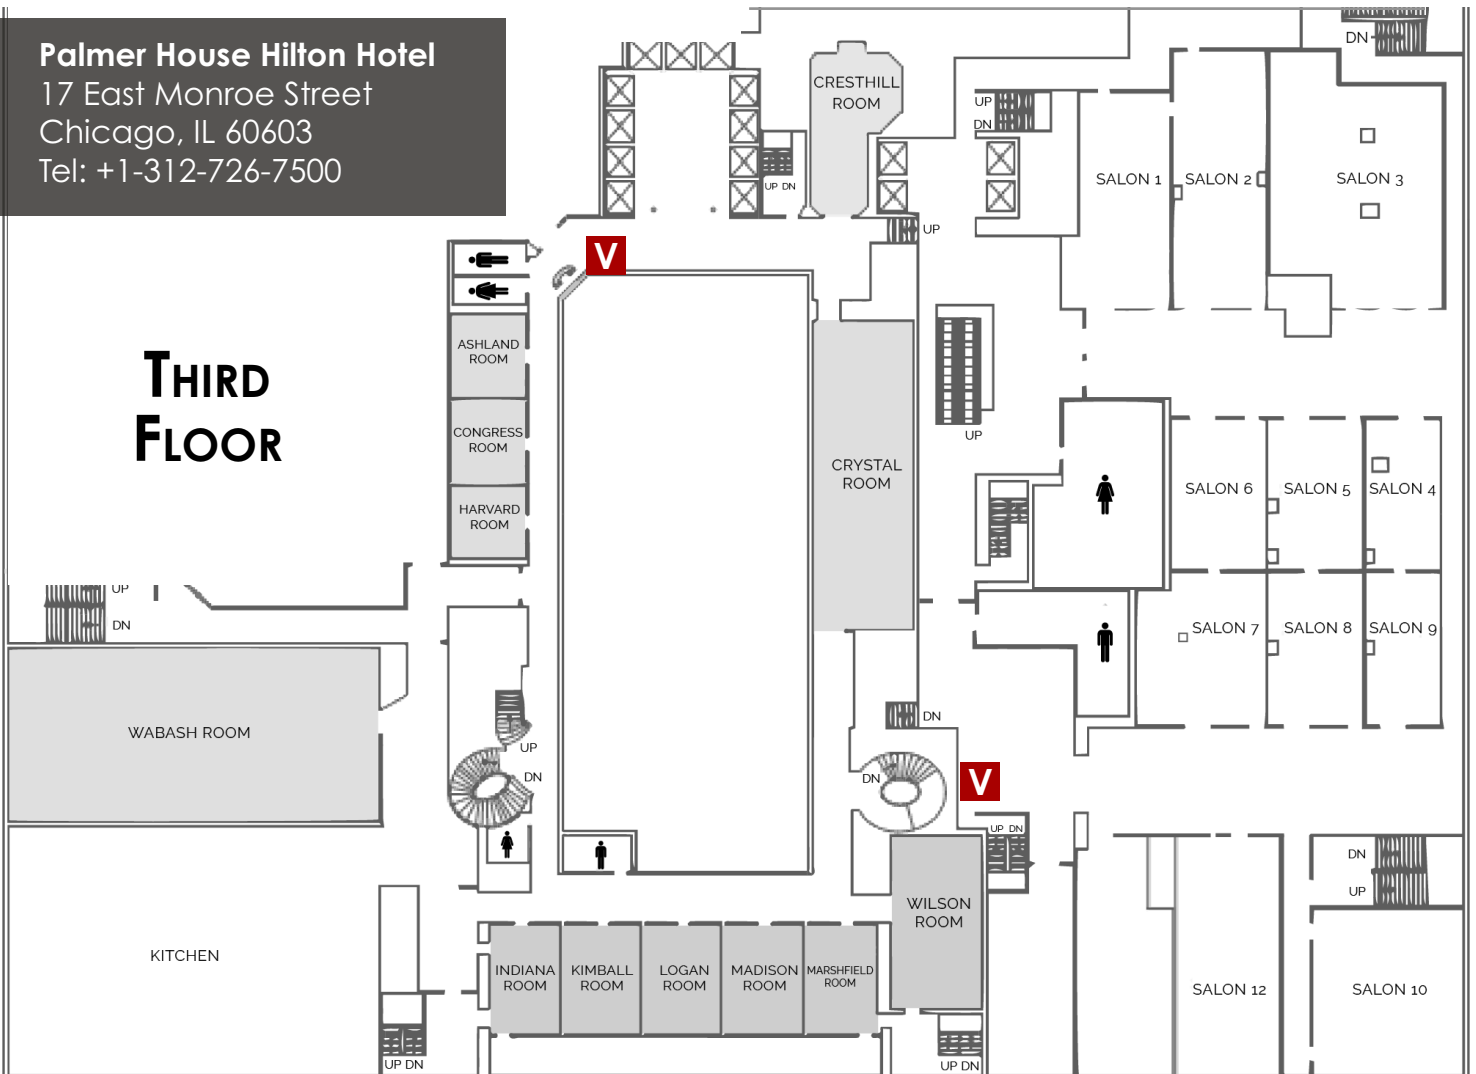 Palmer House Hilton Hotel
17 East Monroe Street
Chicago, IL 60603
Tel: +1-312-726-7500
DN
CRESTHILL
ROOM
UP
DN
UP DN
SALON 1
SALON 2
SALON 3
UP
V
THIRD
FLOOR
ASHLAND
ROOM
CONGRESS
ROOM
HARVARD
ROOM
UP
CRYSTAL
ROOM
SALON 6
SALON 5
SALON 4
UP
DN
SALON 7
SALON 8
SALON 9
WABASH ROOM
UP
DN
DN
DN
V
UP DN
KITCHEN
WILSON
ROOM
DN
UP
INDIANA
ROOM
KIMBALL
ROOM
LOGAN
ROOM
MADISON
ROOM
MARSHFIELD
ROOM
SALON 12
SALON 10
UP DN
UP DN